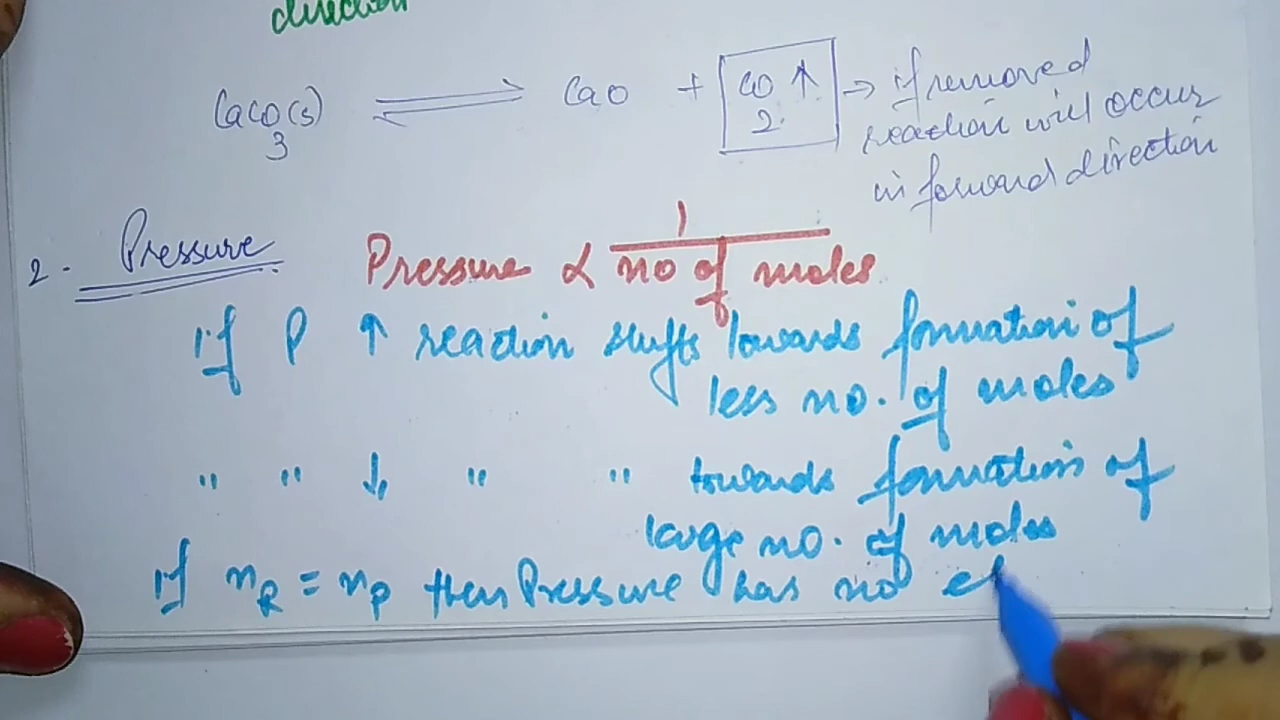 direction
CaCO3(s) ⇌ CaO + CO2 ↑ → if removed
reaction will occur
in forward direction
2. Pressure Pressure ∝ 1/no of moles
if P ↑ reaction shifts towards formation of
less no. of moles
" " ↓ " " towards formation of
large no. of moles
if nR = nP then Pressure has no ef